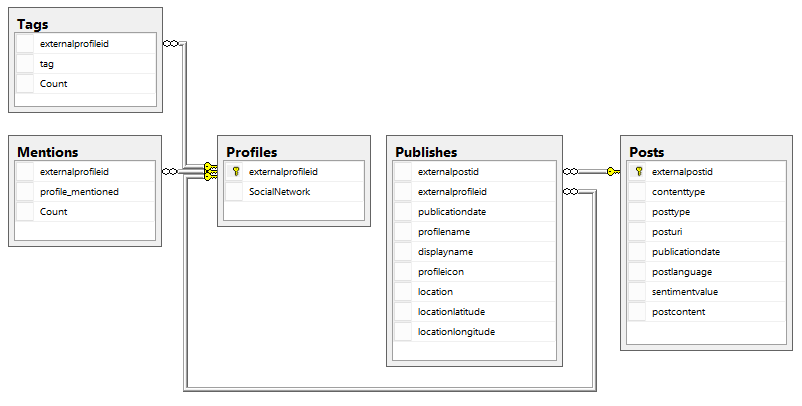 Tags
externalprofileid
tag
Count
Mentions
externalprofileid
profile_mentioned
Count
Profiles
externalprofileid
SocialNetwork
Publishes
externalpostid
externalprofileid
publicationdate
profilename
displayname
profileicon
location
locationlatitude
locationlongitude
Posts
externalpostid
contenttype
posttype
posturi
publicationdate
postlanguage
sentimentvalue
postcontent